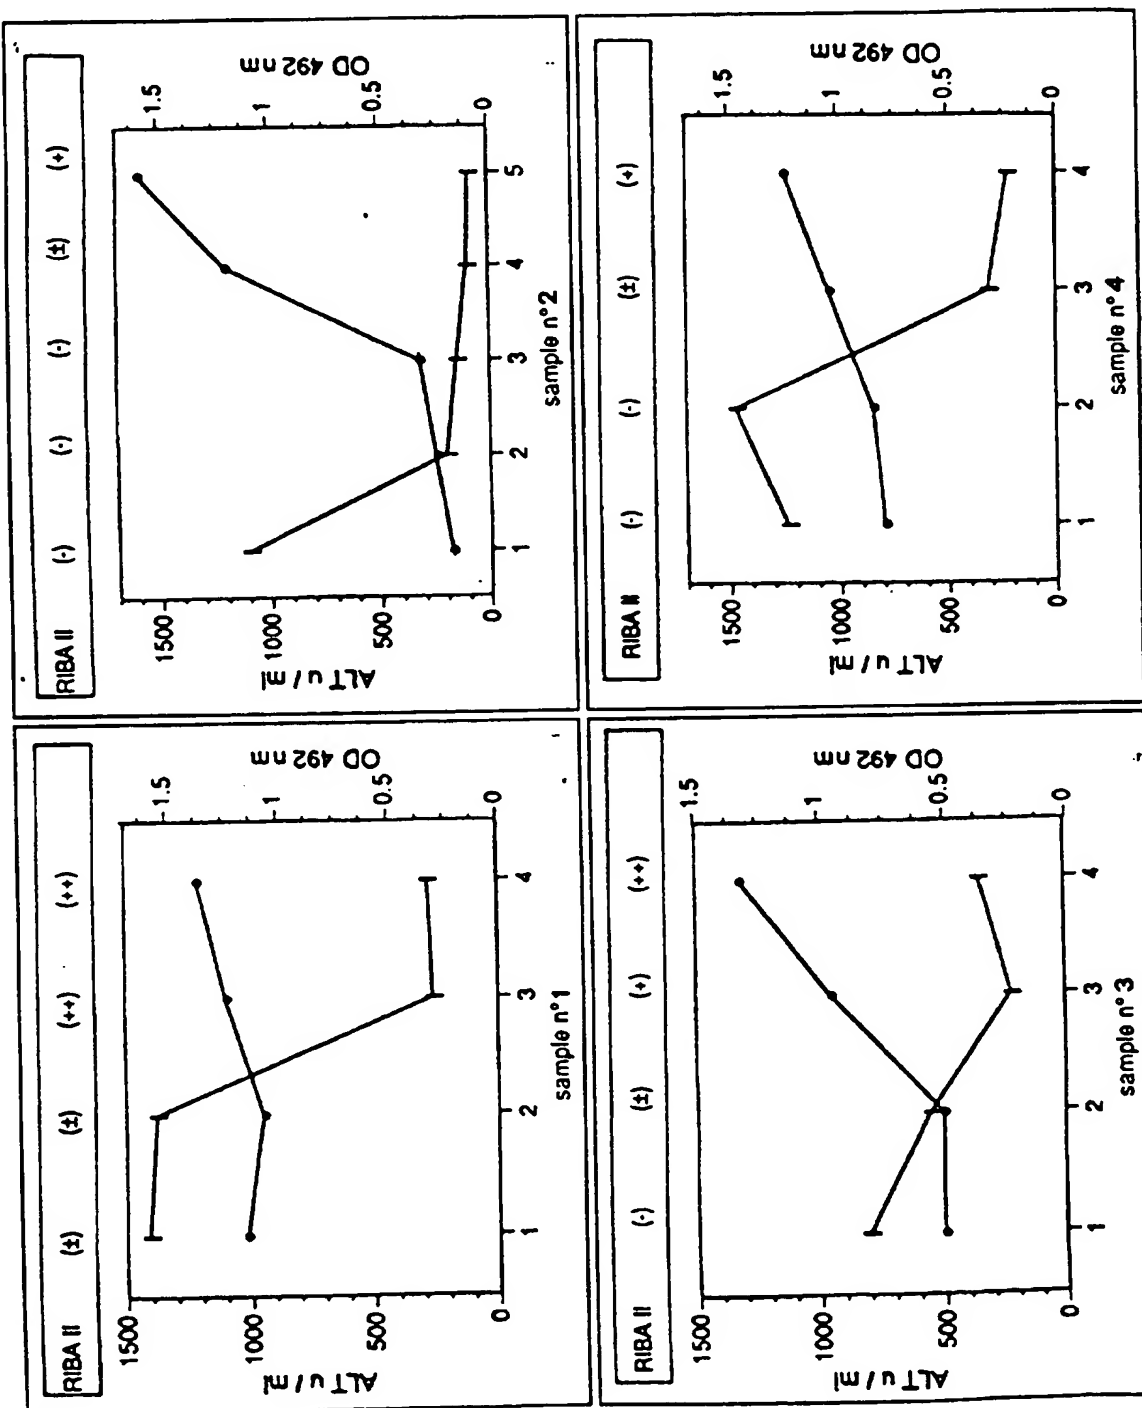 RIBA II (±) (±) (++) (++)
1500
1000
500
0
ALT u / ml
1.5
1
0.5
0
OD 492 nm
1 2 3 4
sample n°1
RIBA II (-) (-) (-) (±) (+)
1500
1000
500
0
ALT u / ml
1.5
1
0.5
0
OD 492 nm
1 2 3 4 5
sample n°2
RIBA II (-) (±) (+) (++)
1500
1000
500
0
ALT u / ml
1.5
1
0.5
0
OD 492 nm
1 2 3 4
sample n°3
RIBA II (-) (-) (±) (+)
1500
1000
500
0
ALT u / ml
1.5
1
0.5
0
OD 492 nm
1 2 3 4
sample n°4